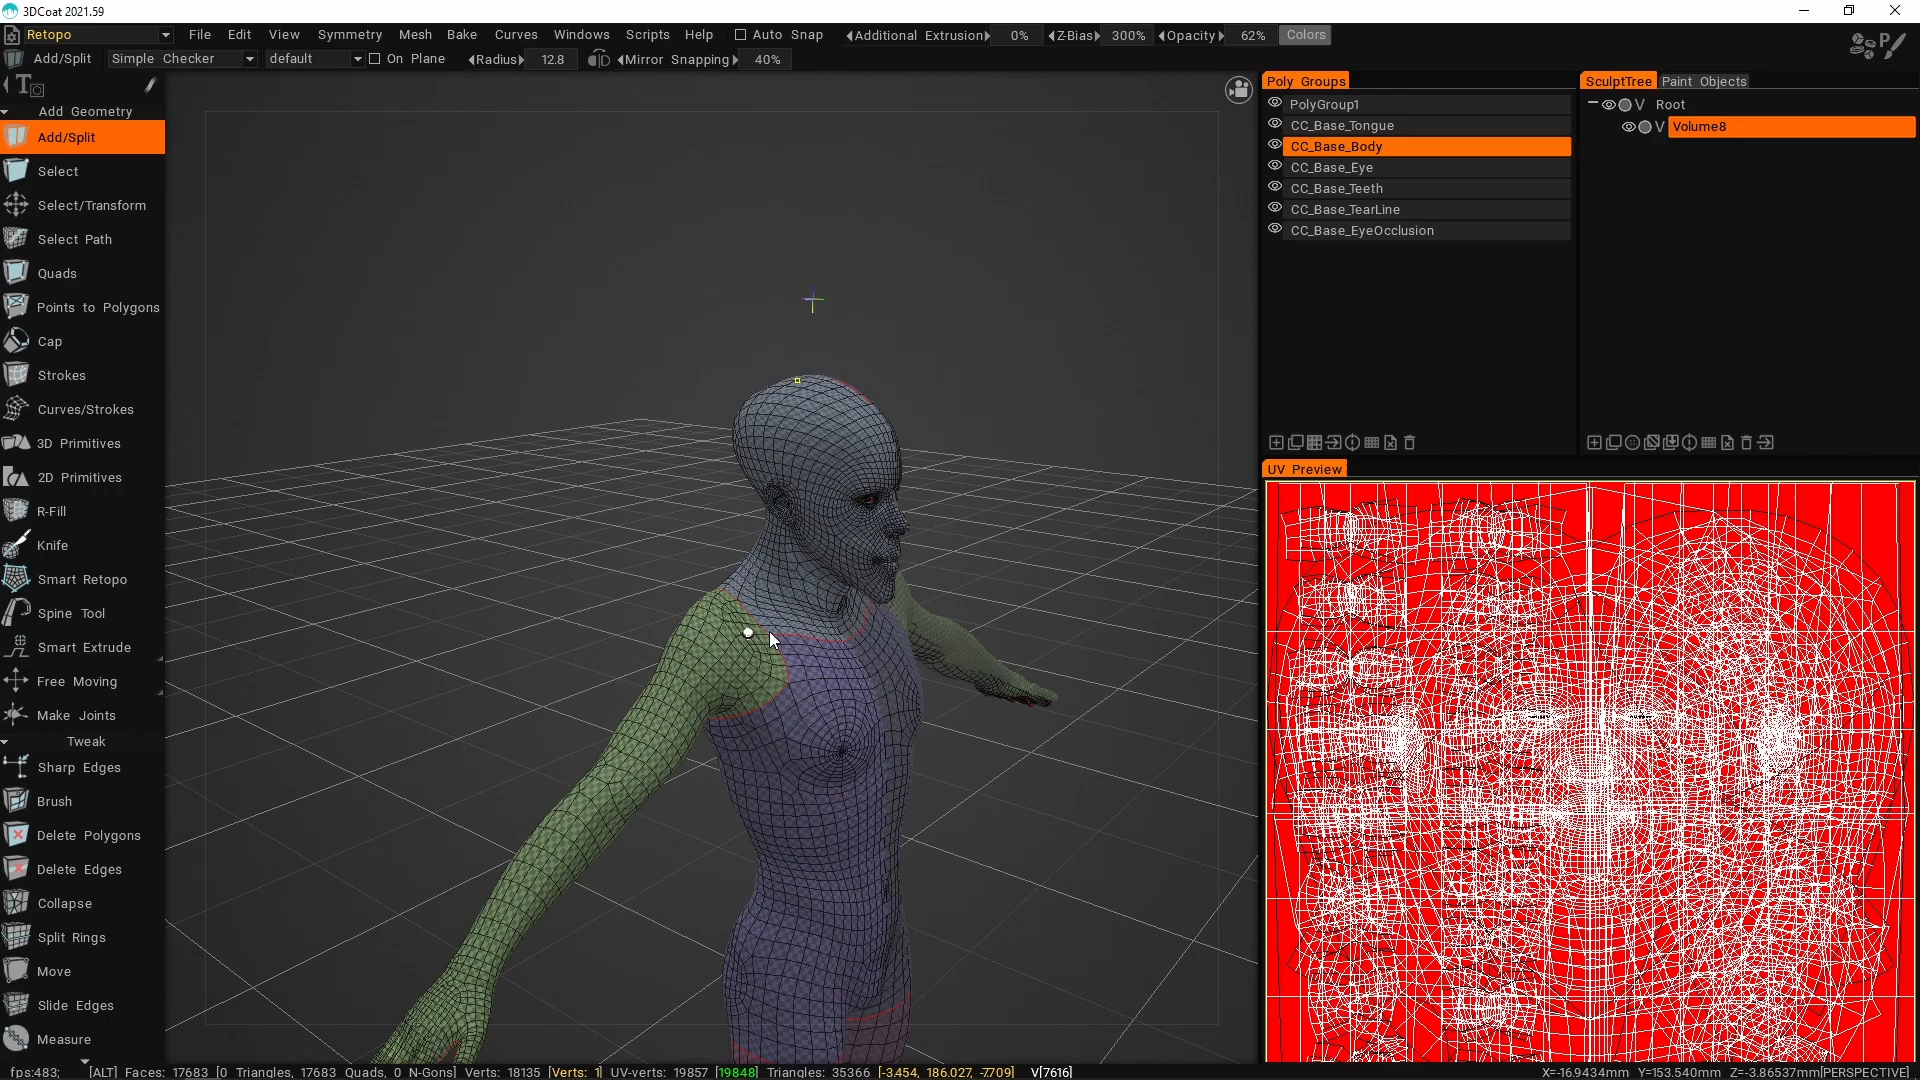 3DCoat 2021.59
Retopo File Edit View Symmetry Mesh Bake Curves Windows Scripts Help Auto Snap Additional Extrusion 0% Z-Bias 300% Opacity 62% Colors
Add/Split Simple Checker default On Plane Radius 12.8 Mirror Snapping 40%
Add Geometry
Add/Split
Select
Select/Transform
Select Path
Quads
Points to Polygons
Cap
Strokes
Curves/Strokes
3D Primitives
2D Primitives
R-Fill
Knife
Smart Retopo
Spine Tool
Smart Extrude
Free Moving
Make Joints
Tweak
Sharp Edges
Brush
Delete Polygons
Delete Edges
Collapse
Split Rings
Move
Slide Edges
Measure
Poly Groups
PolyGroup1
CC_Base_Tongue
CC_Base_Body
CC_Base_Eye
CC_Base_Teeth
CC_Base_TearLine
CC_Base_EyeOcclusion
SculptTree Paint Objects
V Root
V Volume8
UV Preview
fps:483; [ALT] Faces: 17683 [0 Triangles, 17683 Quads, 0 N-Gons] Verts: 18135 [Verts: 1] UV-verts: 19857 [19848] Triangles: 35366 [-3.454, 186.027, -7.709] V[7616] X=-16.9434mm Y=153.540mm Z=-3.86537mm[PERSPECTIVE]